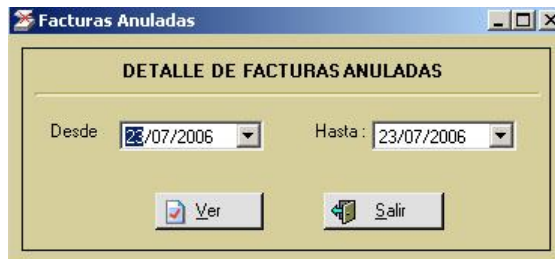 Facturas Anuladas
DETALLE DE FACTURAS ANULADAS
Desde 23/07/2006 Hasta : 23/07/2006
Ver Salir